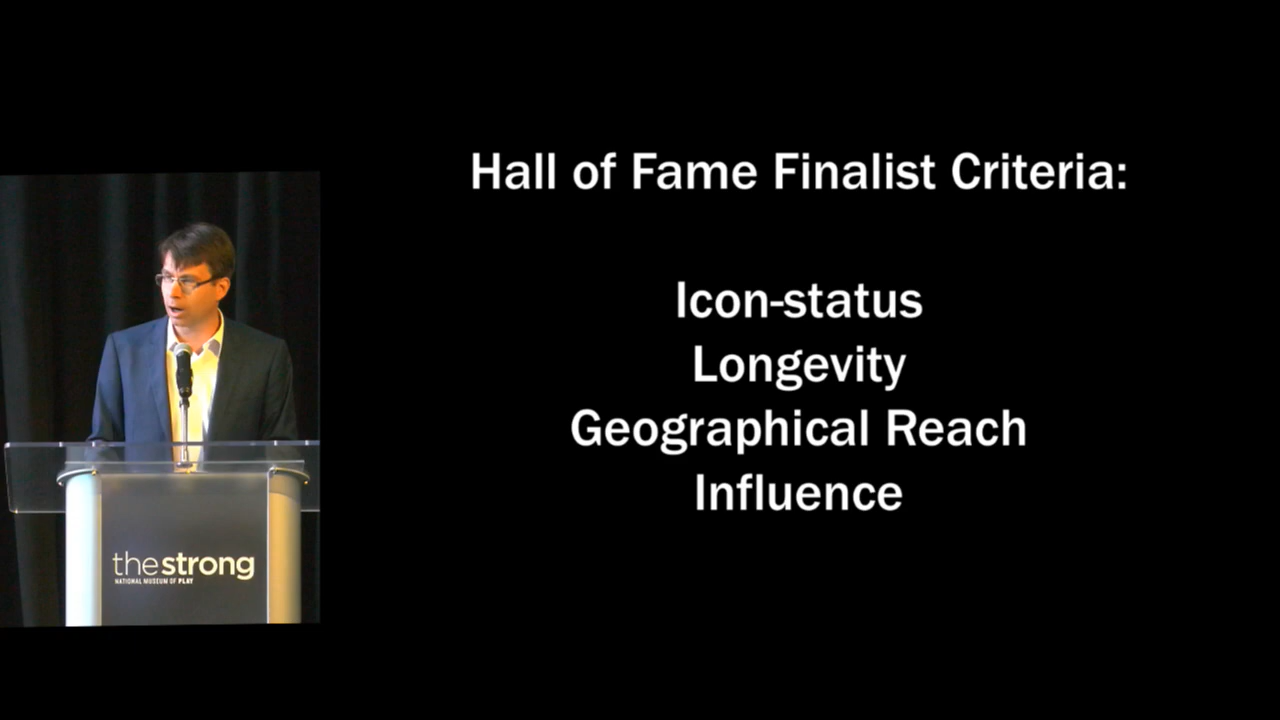 Hall of Fame Finalist Criteria:
Icon-status
Longevity
Geographical Reach
Influence
thestrong
NATIONAL MUSEUM OF PLAY